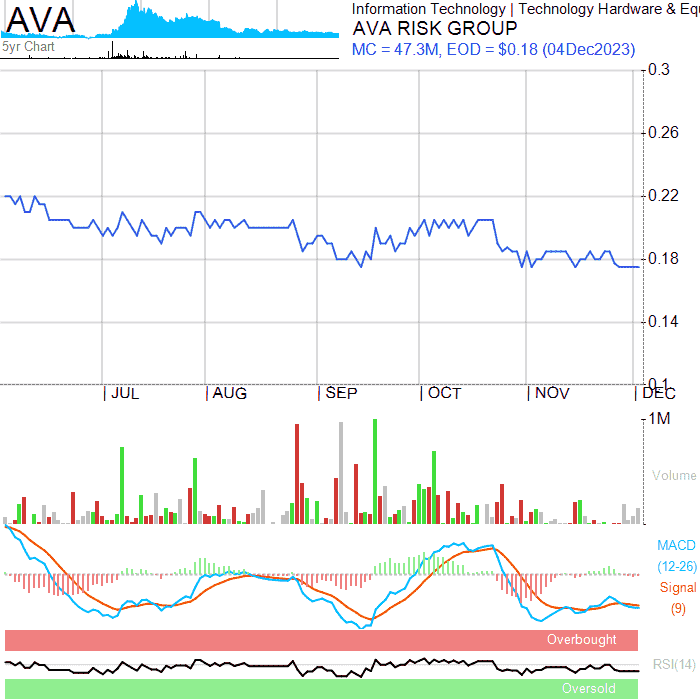 AVA
Information Technology | Technology Hardware & Equ
AVA RISK GROUP
5yr Chart
MC = 47.3M, EOD = $0.18 (04Dec2023)
0.3
0.26
0.22
0.18
0.14
0.1
JUL AUG SEP OCT NOV DEC
1M
Volume
MACD
(12-26)
Signal
(9)
Overbought
RSI(14)
Oversold